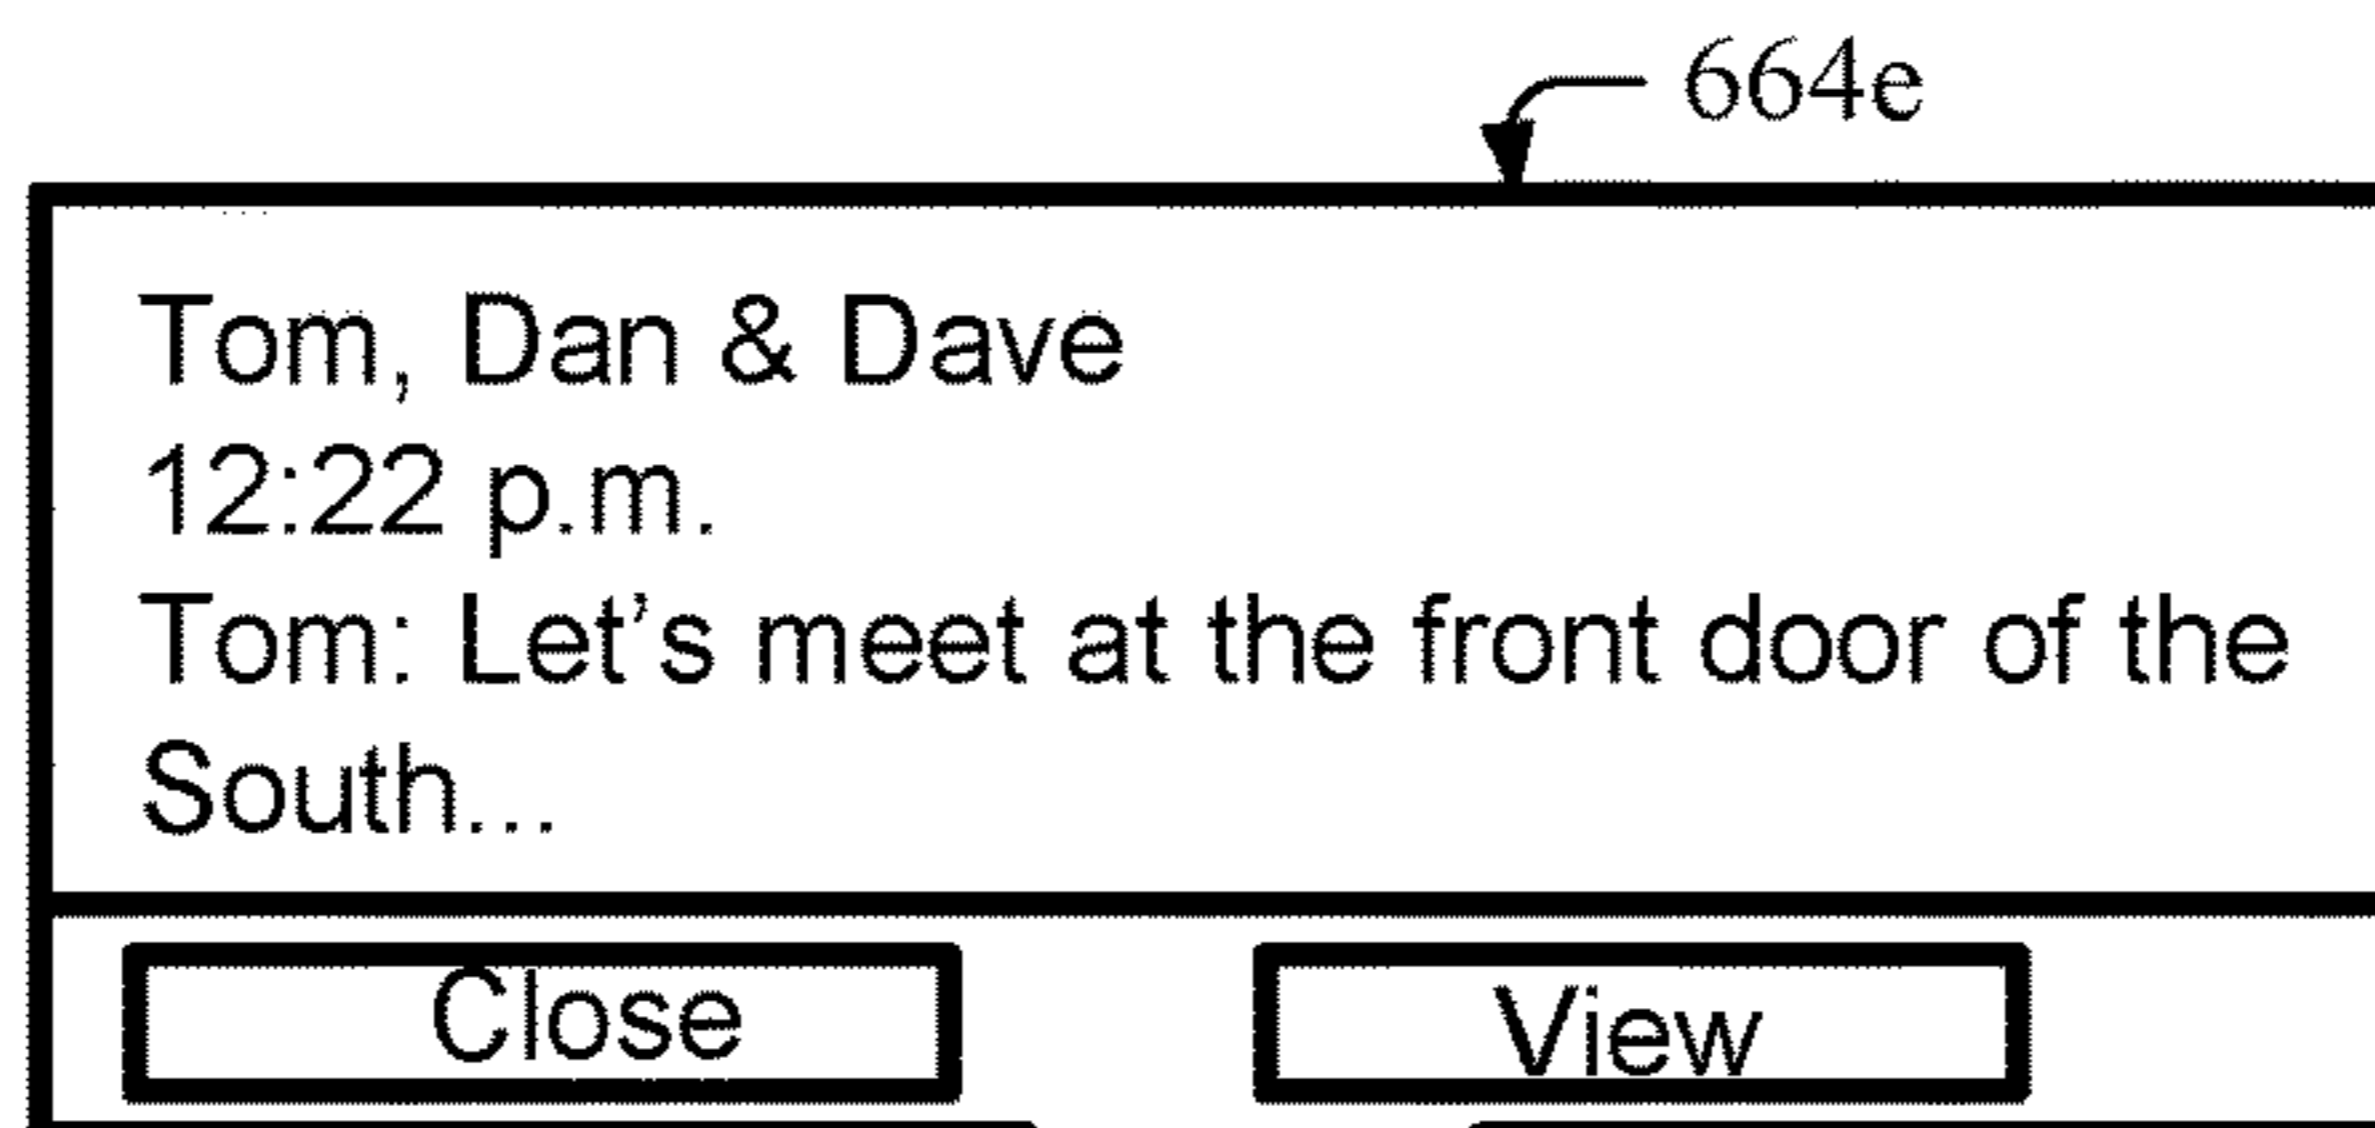 664e
Tom, Dan & Dave
12:22 p.m.
Tom: Let’s meet at the front door of the
South...
Close View